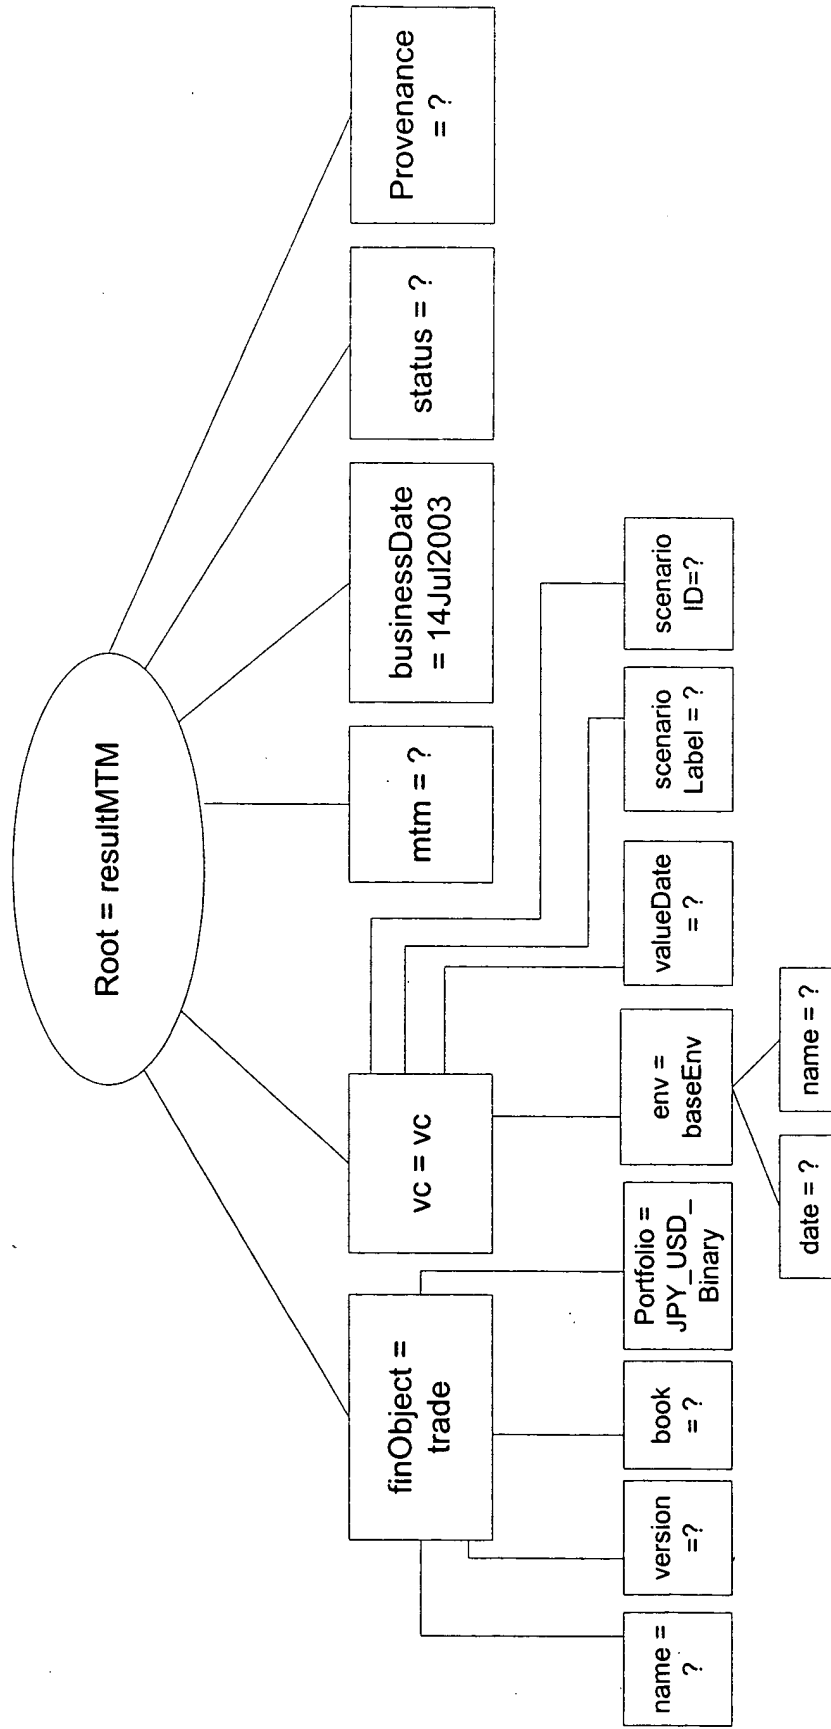 Root = resultMTM
finObject =
trade
vc = vc
mtm = ?
businessDate
= 14Jul2003
status = ?
Provenance
= ?
name =
?
version
=?
book
= ?
Portfolio =
JPY_USD_
Binary
env =
baseEnv
valueDate
= ?
scenario
Label = ?
scenario
ID=?
date = ?
name = ?